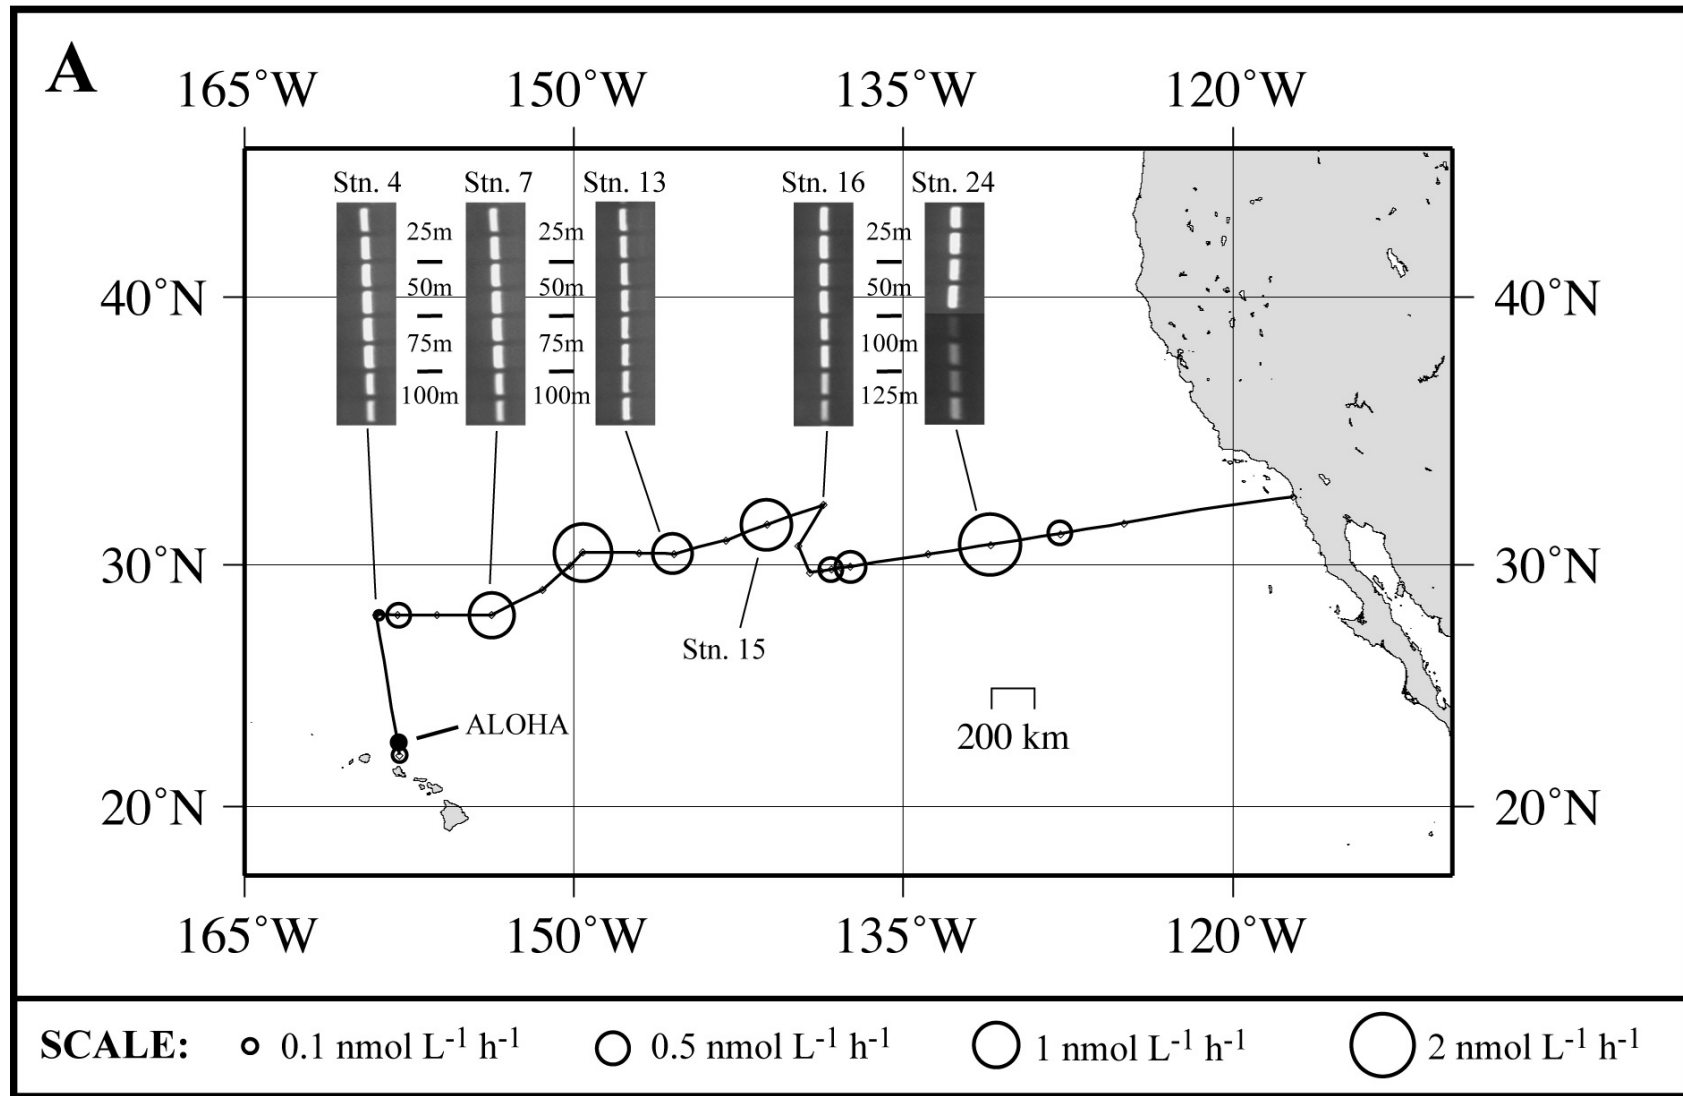 A
165°W 150°W 135°W 120°W
Stn. 4 Stn. 7 Stn. 13 Stn. 16 Stn. 24
25m 25m 25m
50m 50m 50m
40°N 40°N
75m 75m 100m
100m 100m 125m
30°N 30°N
Stn. 15
ALOHA
200 km
20°N 20°N
165°W 150°W 135°W 120°W
SCALE: 0.1 nmol L-1 h-1 0.5 nmol L-1 h-1 1 nmol L-1 h-1 2 nmol L-1 h-1